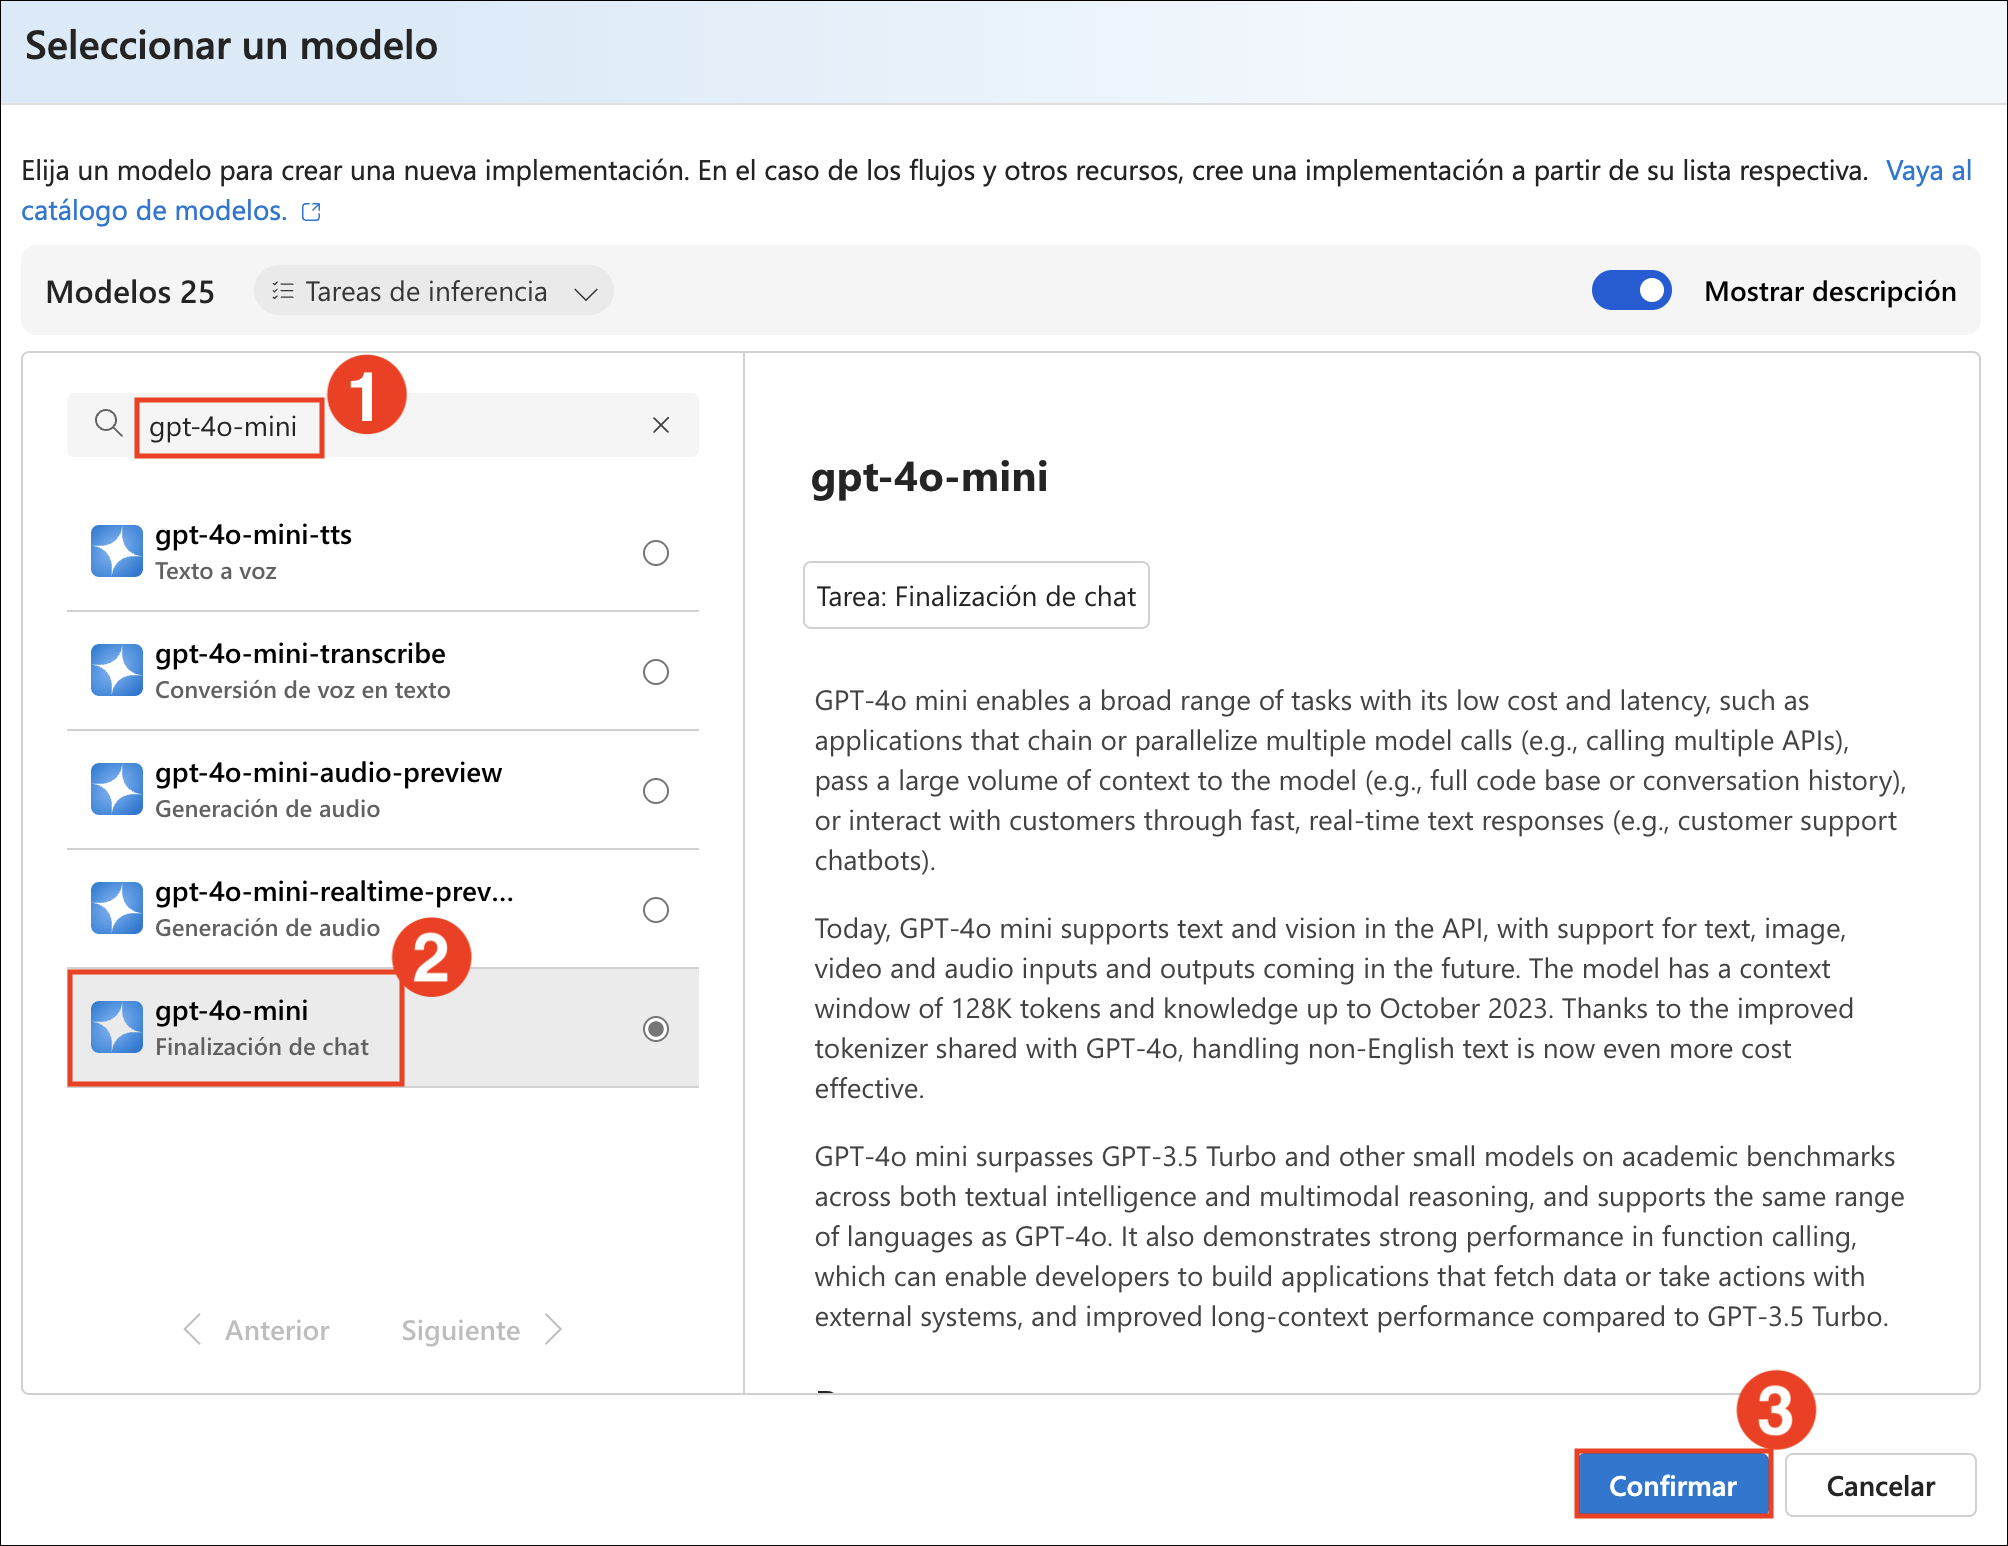 Seleccionar un modelo
Elija un modelo para crear una nueva implementación. En el caso de los flujos y otros recursos, cree una implementación a partir de su lista respectiva. Vaya al
catálogo de modelos.
Modelos 25
Tareas de inferencia
Mostrar descripción
gpt-4o-mini
1
gpt-4o-mini-tts
Texto a voz
gpt-4o-mini-transcribe
Conversión de voz en texto
gpt-4o-mini-audio-preview
Generación de audio
gpt-4o-mini-realtime-prev...
Generación de audio
2
gpt-4o-mini
Finalización de chat
Anterior
Siguiente
gpt-4o-mini
Tarea: Finalización de chat
GPT-4o mini enables a broad range of tasks with its low cost and latency, such as
applications that chain or parallelize multiple model calls (e.g., calling multiple APIs),
pass a large volume of context to the model (e.g., full code base or conversation history),
or interact with customers through fast, real-time text responses (e.g., customer support
chatbots).
Today, GPT-4o mini supports text and vision in the API, with support for text, image,
video and audio inputs and outputs coming in the future. The model has a context
window of 128K tokens and knowledge up to October 2023. Thanks to the improved
tokenizer shared with GPT-4o, handling non-English text is now even more cost
effective.
GPT-4o mini surpasses GPT-3.5 Turbo and other small models on academic benchmarks
across both textual intelligence and multimodal reasoning, and supports the same range
of languages as GPT-4o. It also demonstrates strong performance in function calling,
which can enable developers to build applications that fetch data or take actions with
external systems, and improved long-context performance compared to GPT-3.5 Turbo.
3
Confirmar
Cancelar